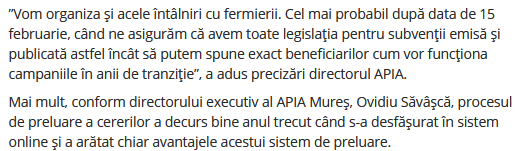 ”Vom organiza și acele întâlniri cu fermierii. Cel mai probabil după data de 15
februarie, când ne asigurăm că avem toate legislația pentru subvenții emisă și
publicată astfel încât să putem spune exact beneficiarilor cum vor funcționa
campaniile în anii de tranziție”, a adus precizări directorul APIA.
Mai mult, conform directorului executiv al APIA Mureș, Ovidiu Săvâșcă, procesul
de preluare a cererilor a decurs bine anul trecut când s-a desfășurat în sistem
online și a arătat chiar avantajele acestui sistem de preluare.